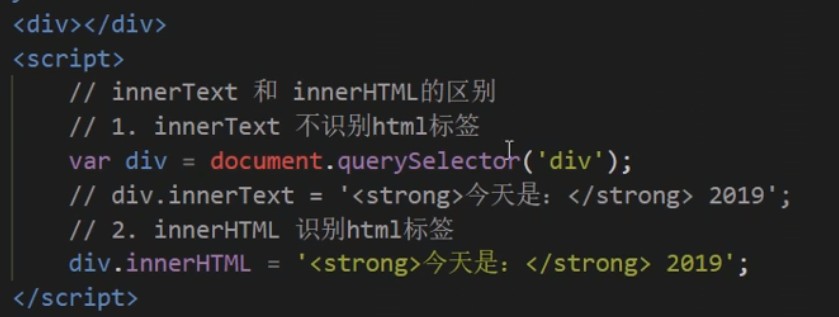 <div></div>
<script>
// innerText 和 innerHTML的区别
// 1. innerText 不识别html标签
var div = document.querySelector('div');
// div.innerText = '<strong>今天是：</strong> 2019';
// 2. innerHTML 识别html标签
div.innerHTML = '<strong>今天是：</strong> 2019';
</script>